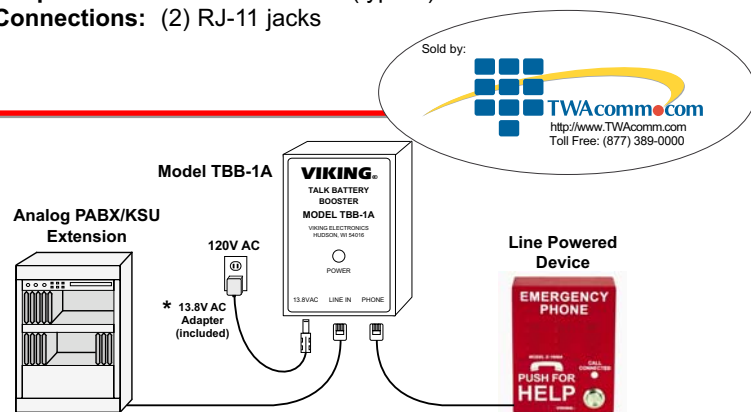 Connections: (2) RJ-11 jacks
Sold by:
TWAcomm.com
http://www.TWAcomm.com
Toll Free: (877) 389-0000
Model TBB-1A
VIKING®
TALK BATTERY
BOOSTER
MODEL TBB-1A
VIKING ELECTRONICS
HUDSON, WI 54016
POWER
13.8VAC LINE IN PHONE
Analog PABX/KSU
Extension
120V AC
* 13.8V AC
Adapter
(included)
Line Powered
Device
EMERGENCY
PHONE
CALL
CONNECTED
PUSH FOR
HELP